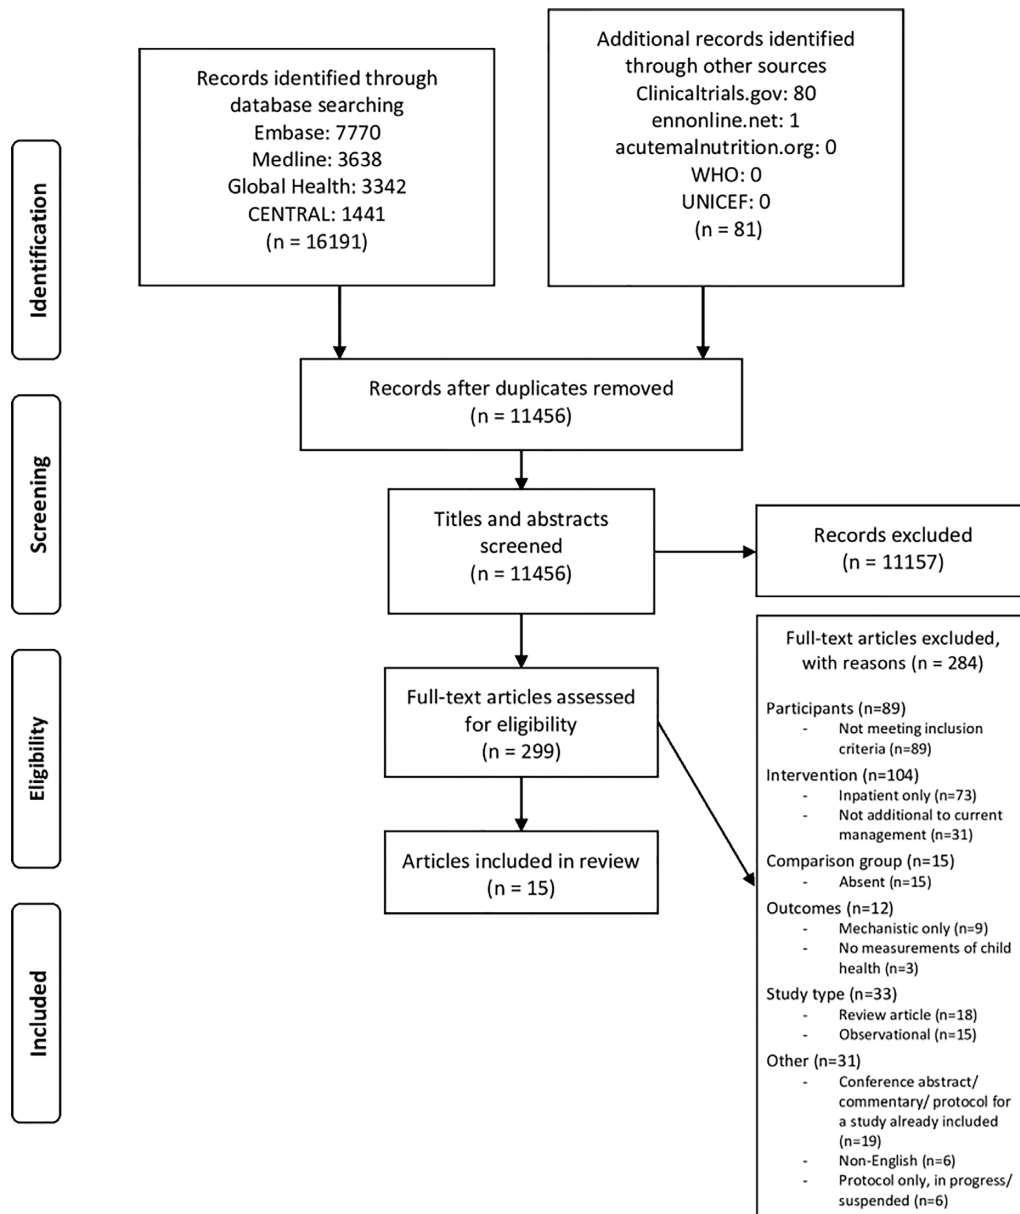 Identification
Records identified through
database searching
Embase: 7770
Medline: 3638
Global Health: 3342
CENTRAL: 1441
(n = 16191)
Additional records identified
through other sources
Clinicaltrials.gov: 80
ennonline.net: 1
acutemalnutrition.org: 0
WHO: 0
UNICEF: 0
(n = 81)
Records after duplicates removed
(n = 11456)
Screening
Titles and abstracts
screened
(n = 11456)
Records excluded
(n = 11157)
Eligibility
Full-text articles assessed
for eligibility
(n = 299)
Full-text articles excluded,
with reasons (n = 284)
Participants (n=89)
- Not meeting inclusion
criteria (n=89)
Intervention (n=104)
- Inpatient only (n=73)
- Not additional to current
management (n=31)
Comparison group (n=15)
- Absent (n=15)
Outcomes (n=12)
- Mechanistic only (n=9)
- No measurements of child
health (n=3)
Study type (n=33)
- Review article (n=18)
- Observational (n=15)
Other (n=31)
- Conference abstract/
commentary/ protocol for
a study already included
(n=19)
- Non-English (n=6)
- Protocol only, in progress/
suspended (n=6)
Included
Articles included in review
(n = 15)